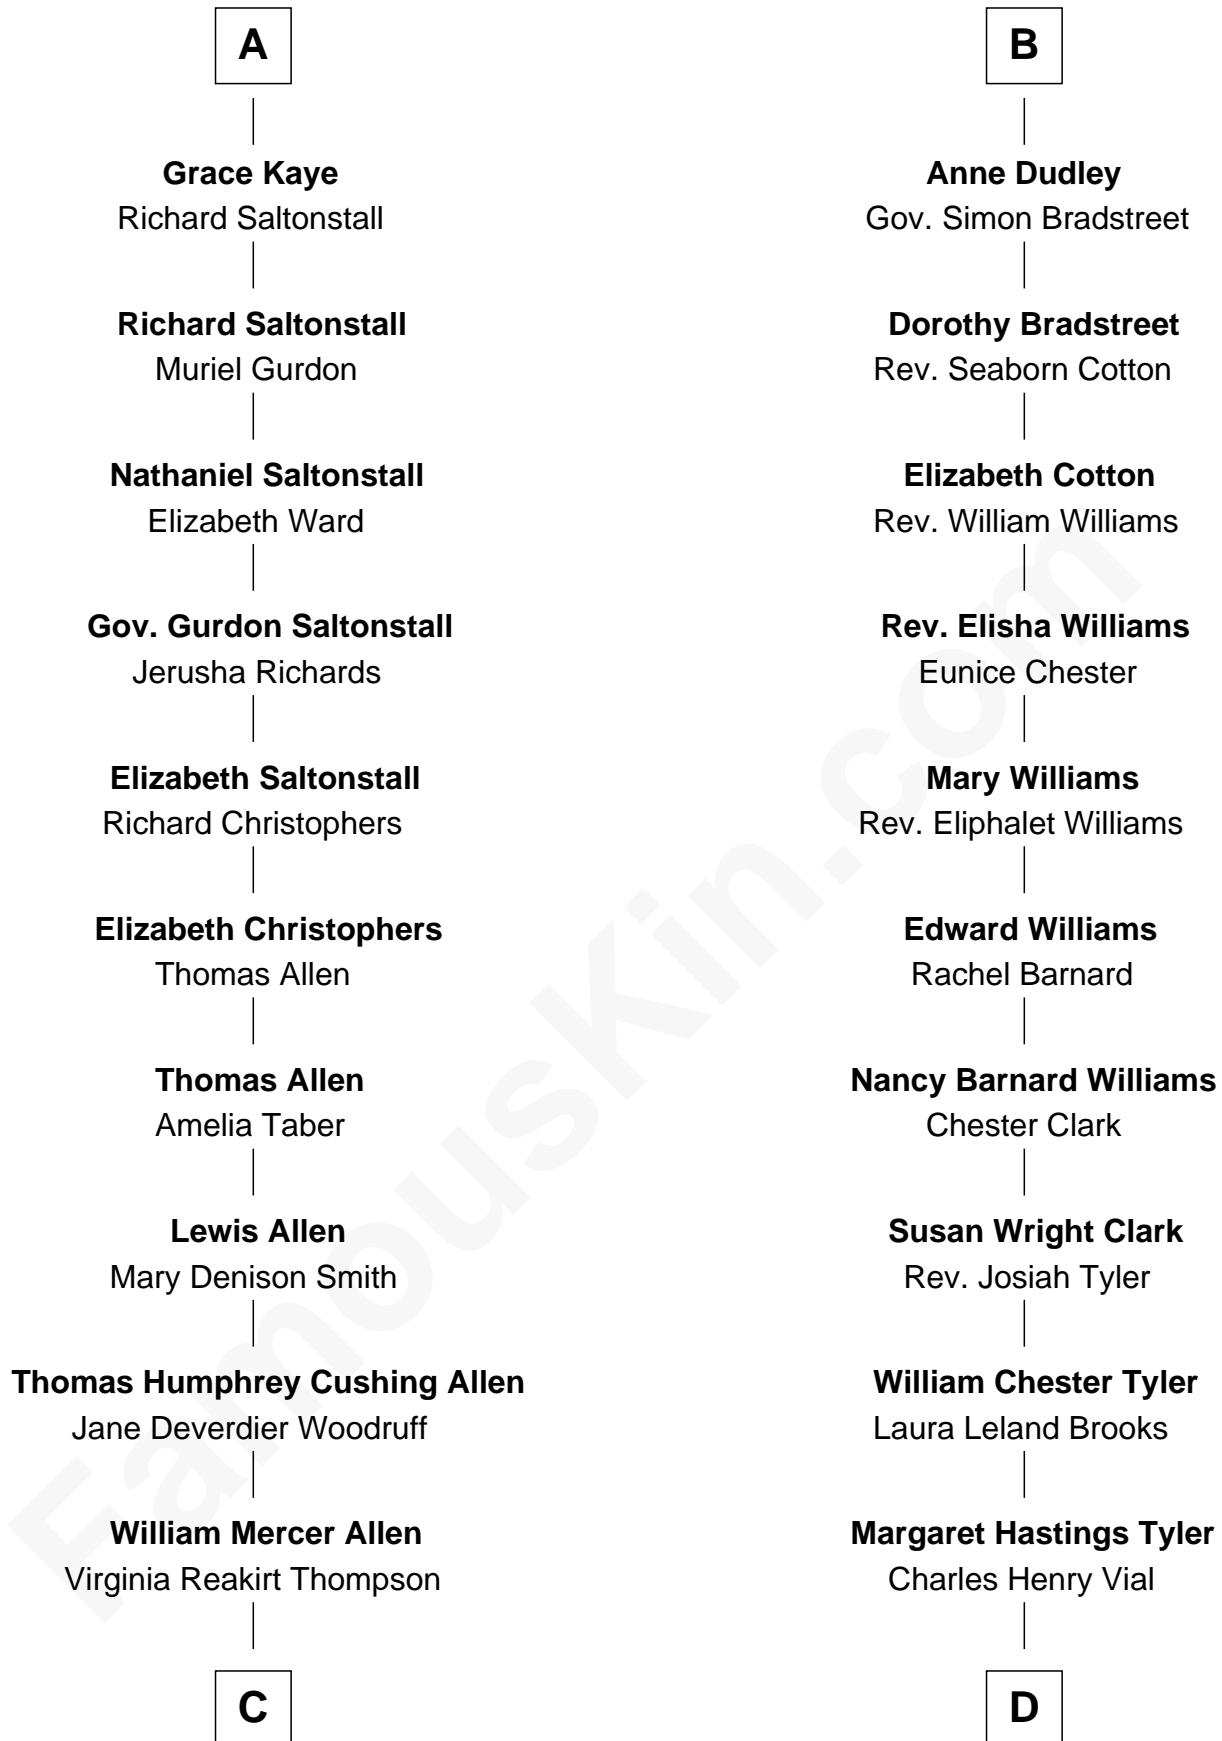 A
Grace Kaye
Richard Saltonstall
Richard Saltonstall
Muriel Gurdon
Nathaniel Saltonstall
Elizabeth Ward
Gov. Gurdon Saltonstall
Jerusha Richards
Elizabeth Saltonstall
Richard Christophers
Elizabeth Christophers
Thomas Allen
Thomas Allen
Amelia Taber
Lewis Allen
Mary Denison Smith
Thomas Humphrey Cushing Allen
Jane Deverdier Woodruff
William Mercer Allen
Virginia Reakirt Thompson
C
B
Anne Dudley
Gov. Simon Bradstreet
Dorothy Bradstreet
Rev. Seaborn Cotton
Elizabeth Cotton
Rev. William Williams
Rev. Elisha Williams
Eunice Chester
Mary Williams
Rev. Eliphalet Williams
Edward Williams
Rachel Barnard
Nancy Barnard Williams
Chester Clark
Susan Wright Clark
Rev. Josiah Tyler
William Chester Tyler
Laura Leland Brooks
Margaret Hastings Tyler
Charles Henry Vial
D
FamousKin.com